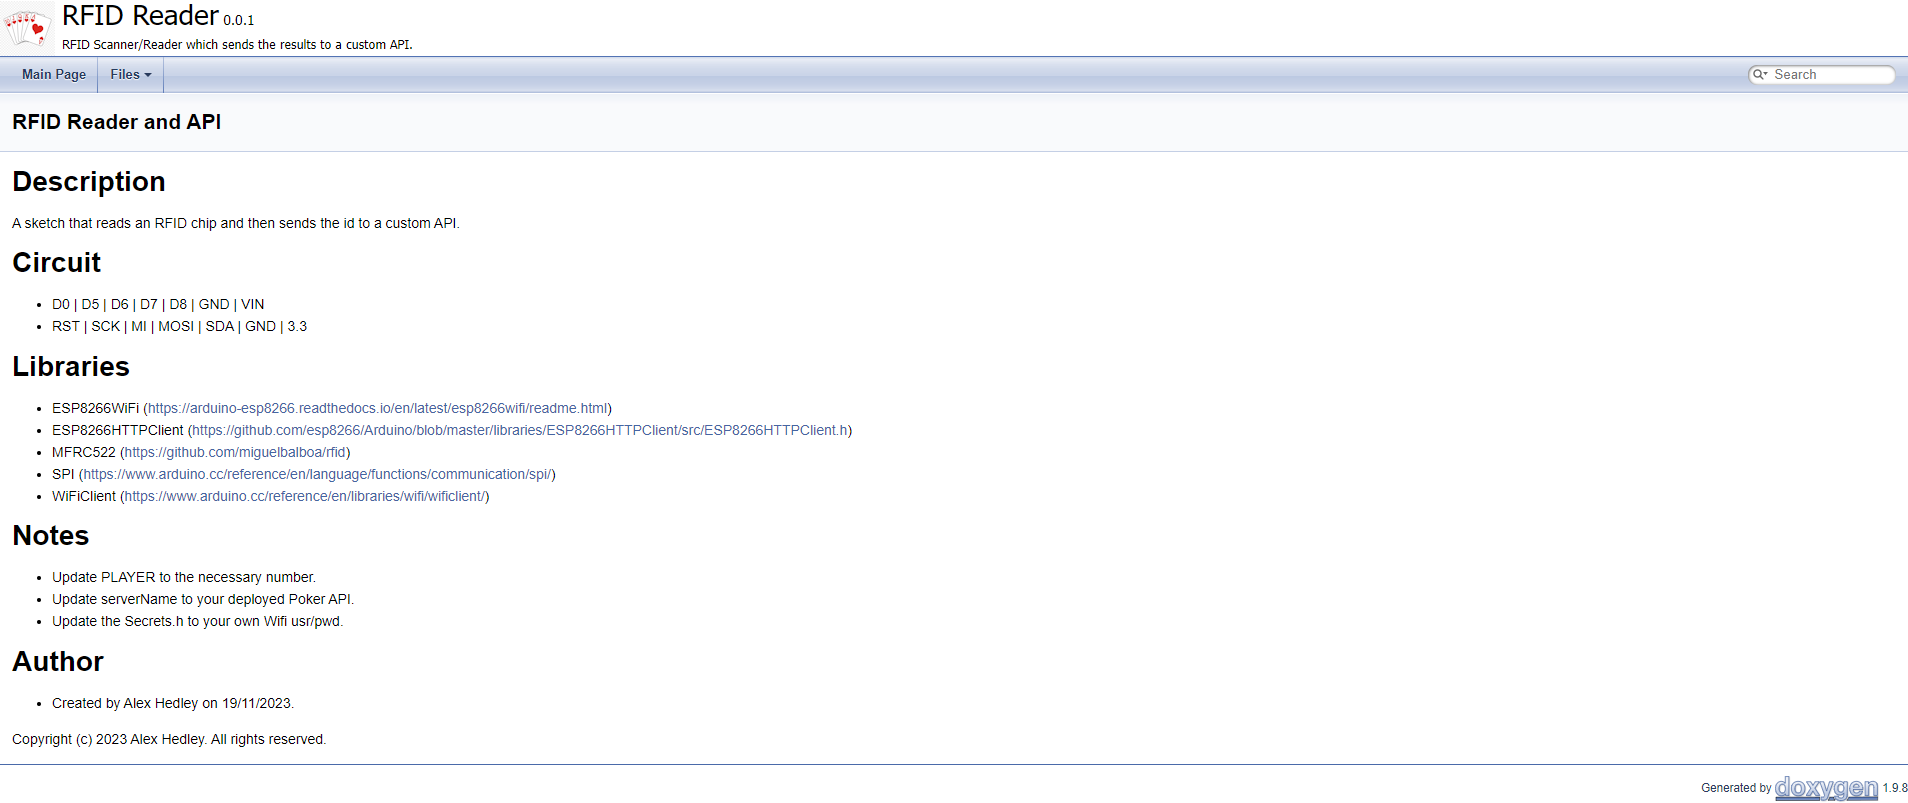 RFID Reader 0.0.1
RFID Scanner/Reader which sends the results to a custom API.
Main Page Files Search
RFID Reader and API
Description
A sketch that reads an RFID chip and then sends the id to a custom API.
Circuit
• D0 | D5 | D6 | D7 | D8 | GND | VIN
• RST | SCK | MI | MOSI | SDA | GND | 3.3
Libraries
• ESP8266WiFi (https://arduino-esp8266.readthedocs.io/en/latest/esp8266wifi/readme.html)
• ESP8266HTTPClient (https://github.com/esp8266/Arduino/blob/master/libraries/ESP8266HTTPClient/src/ESP8266HTTPClient.h)
• MFRC522 (https://github.com/miguelbalboa/rfid)
• SPI (https://www.arduino.cc/reference/en/language/functions/communication/spi/)
• WiFiClient (https://www.arduino.cc/reference/en/libraries/wifi/wificlient/)
Notes
• Update PLAYER to the necessary number.
• Update serverName to your deployed Poker API.
• Update the Secrets.h to your own Wifi usr/pwd.
Author
• Created by Alex Hedley on 19/11/2023.
Copyright (c) 2023 Alex Hedley. All rights reserved.
Generated by doxygen 1.9.8